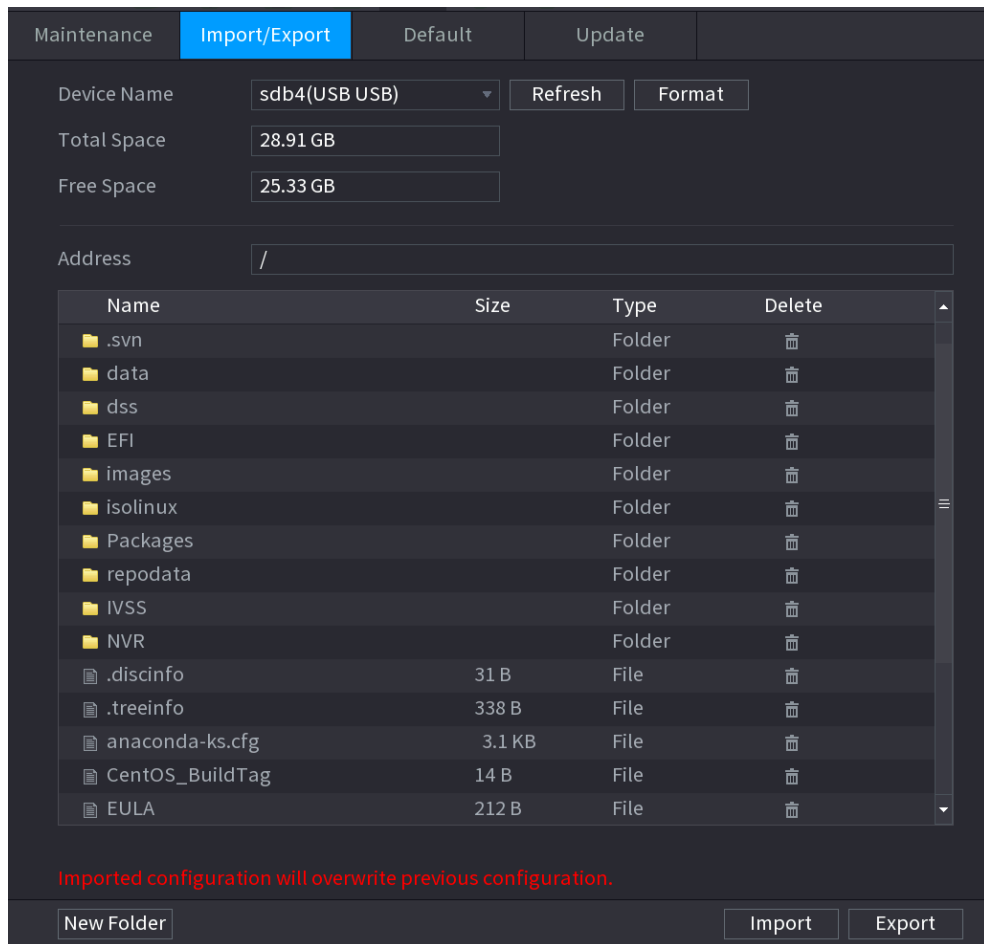 Maintenance Import/Export Default Update
Device Name sdb4(USB USB) Refresh Format
Total Space 28.91 GB
Free Space 25.33 GB
Address /
Name Size Type Delete
.svn Folder
data Folder
dss Folder
EFI Folder
images Folder
isolinux Folder
Packages Folder
repodata Folder
IVSS Folder
NVR Folder
.discinfo 31 B File
.treeinfo 338 B File
anaconda-ks.cfg 3.1 KB File
CentOS_BuildTag 14 B File
EULA 212 B File
Imported configuration will overwrite previous configuration.
New Folder Import Export